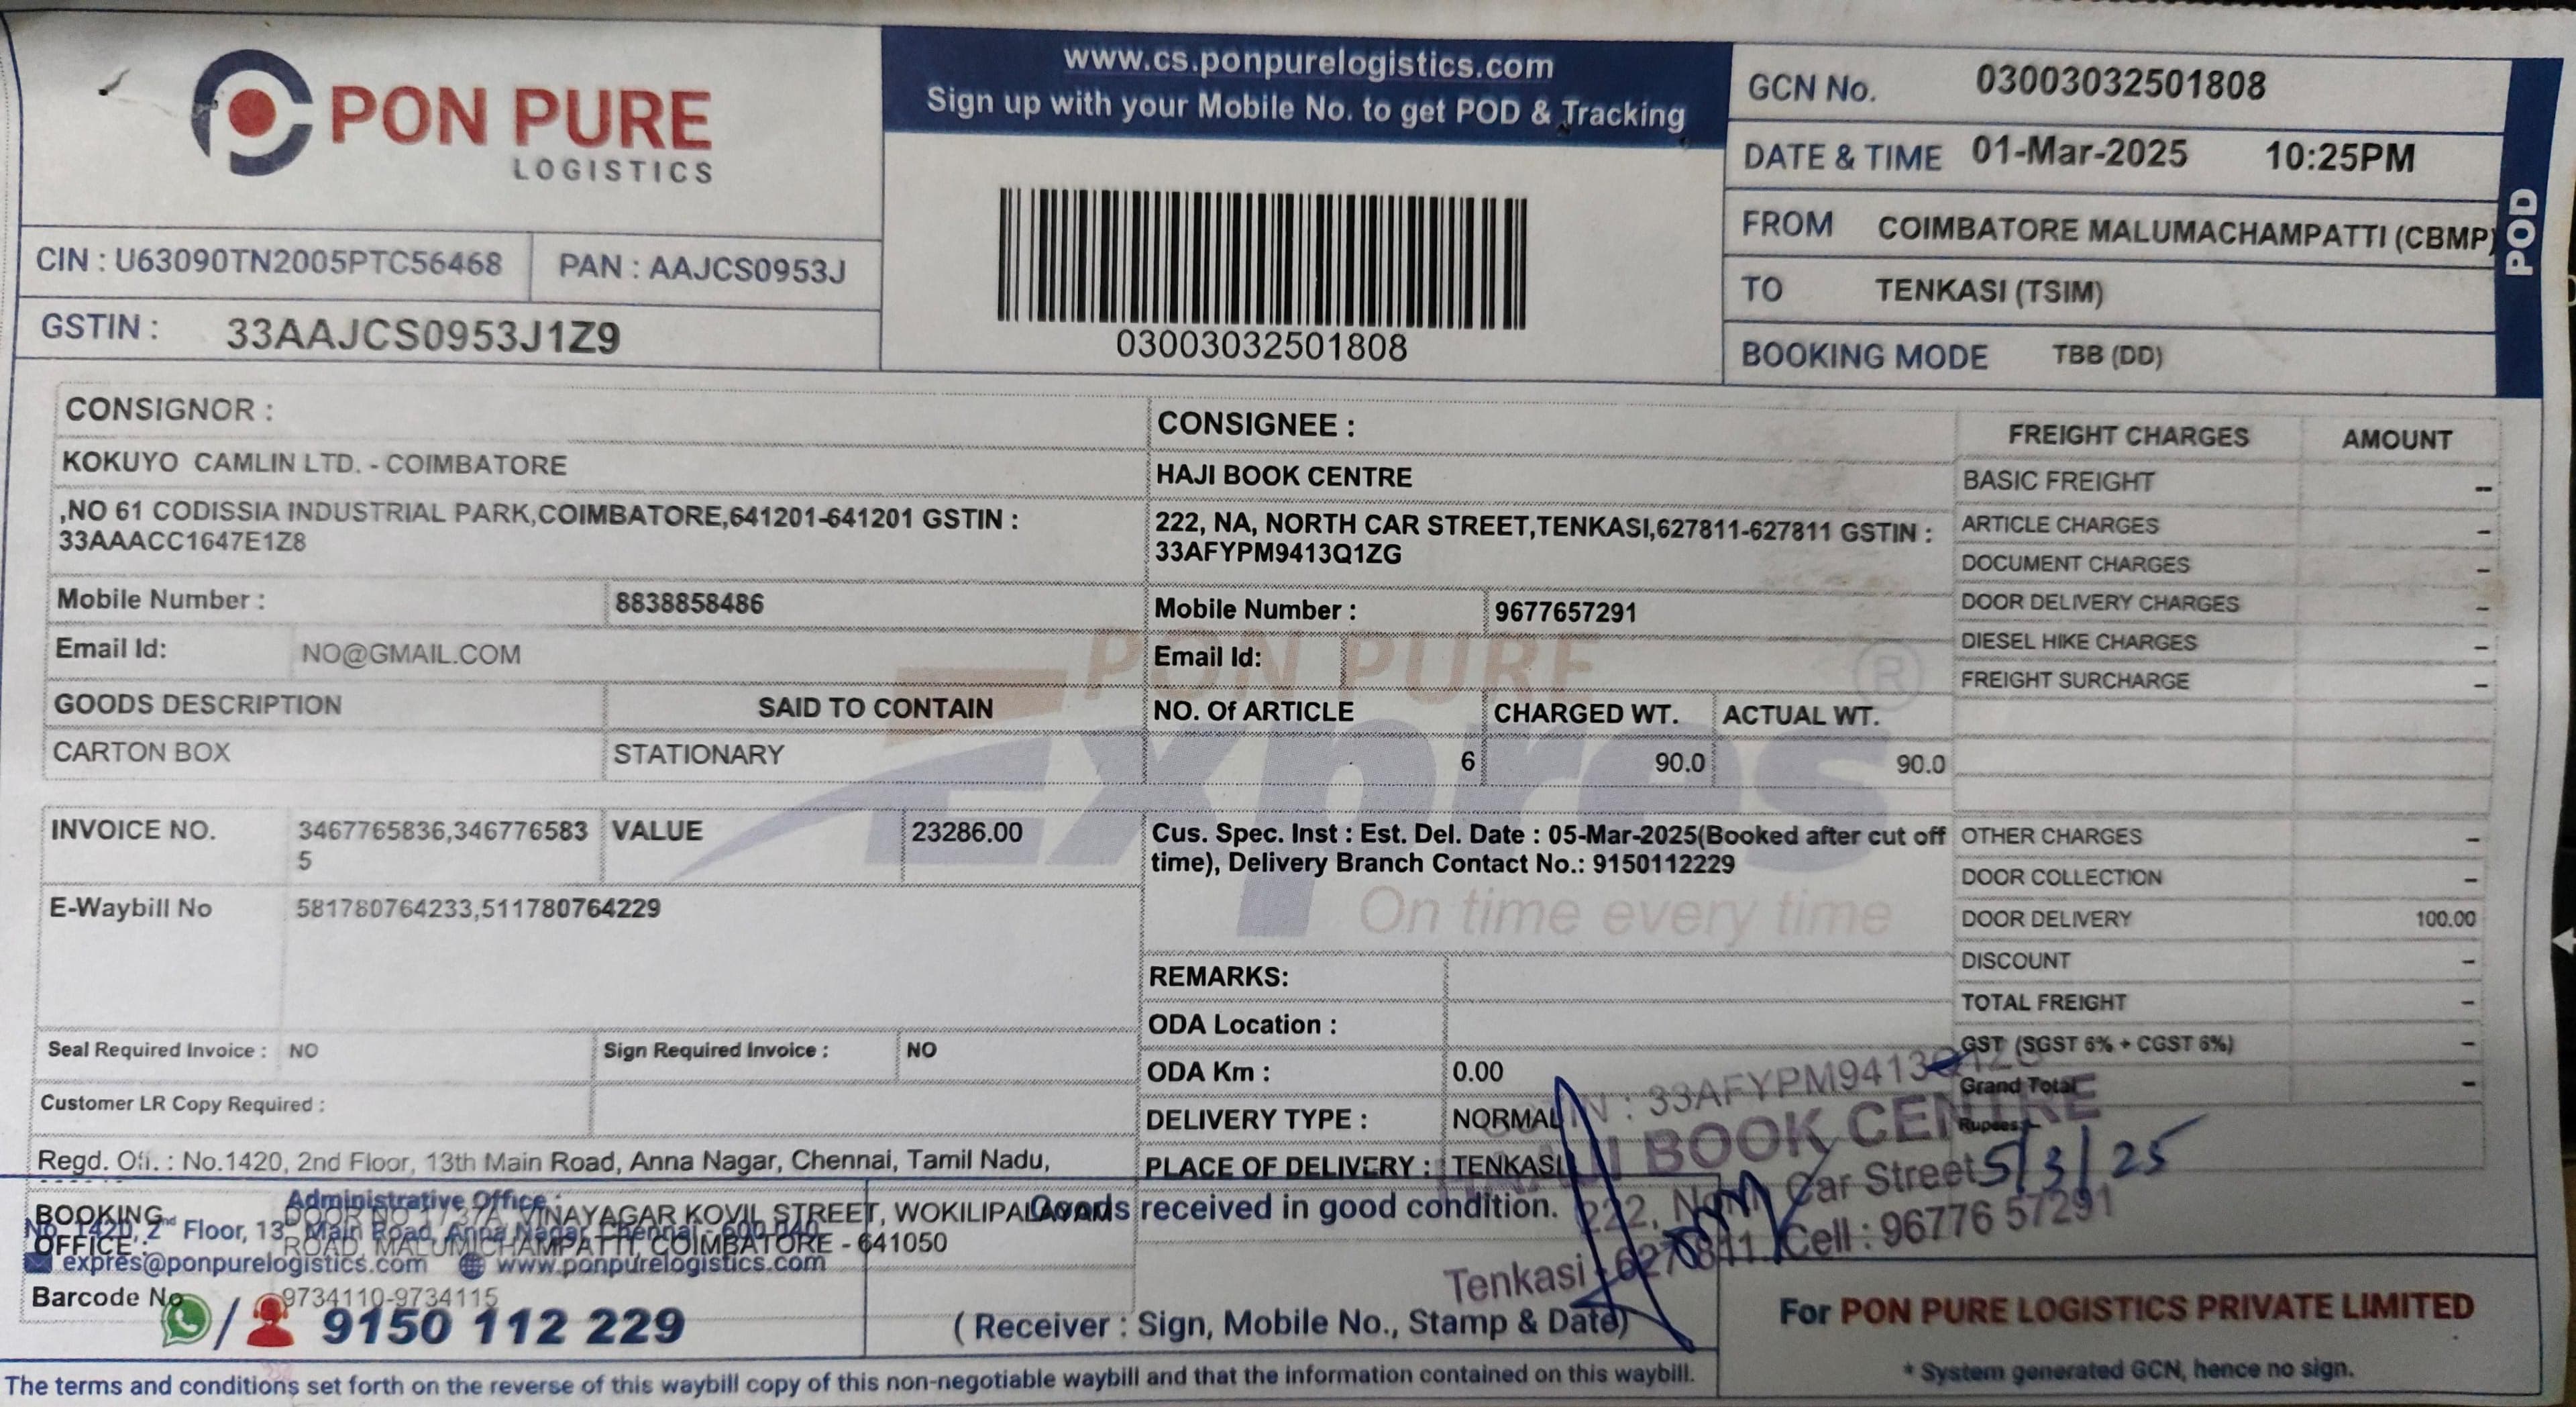 PON PURE
LOGISTICS
www.cs.ponpurelogistics.com
Sign up with your Mobile No. to get POD & Tracking
03003032501808
GCN No. 03003032501808
DATE & TIME 01-Mar-2025 10:25PM
FROM COIMBATORE MALUMACHAMPATTI (CBMP)
TO TENKASI (TSIM)
BOOKING MODE TBB (DD)
POD
CIN : U63090TN2005PTC56468 PAN : AAJCS0953J
GSTIN : 33AAJCS0953J1Z9
CONSIGNOR :
KOKUYO CAMLIN LTD. - COIMBATORE
,NO 61 CODISSIA INDUSTRIAL PARK,COIMBATORE,641201-641201 GSTIN :
33AAACC1647E1Z8
Mobile Number : 8838858486
Email Id: NO@GMAIL.COM
GOODS DESCRIPTION SAID TO CONTAIN
CARTON BOX STATIONARY
CONSIGNEE :
HAJI BOOK CENTRE
222, NA, NORTH CAR STREET,TENKASI,627811-627811 GSTIN :
33AFYPM9413Q1ZG
Mobile Number : 9677657291
Email Id:
NO. Of ARTICLE CHARGED WT. ACTUAL WT.
6 90.0 90.0
PON PURE
Expres ®
On time every time
INVOICE NO. 3467765836,346776583
5
VALUE 23286.00
E-Waybill No 581780764233,511780764229
Seal Required Invoice : NO Sign Required Invoice : NO
Customer LR Copy Required :
Cus. Spec. Inst : Est. Del. Date : 05-Mar-2025(Booked after cut off
time), Delivery Branch Contact No.: 9150112229
REMARKS:
ODA Location :
ODA Km : 0.00
DELIVERY TYPE : NORMAL
PLACE OF DELIVERY : TENKASI
FREIGHT CHARGES AMOUNT
BASIC FREIGHT --
ARTICLE CHARGES –
DOCUMENT CHARGES –
DOOR DELIVERY CHARGES –
DIESEL HIKE CHARGES –
FREIGHT SURCHARGE –
OTHER CHARGES –
DOOR COLLECTION –
DOOR DELIVERY 100.00
DISCOUNT –
TOTAL FREIGHT –
GST (SGST 6% + CGST 6%) –
Grand Total –
Rupees :
Regd. Off. : No.1420, 2nd Floor, 13th Main Road, Anna Nagar, Chennai, Tamil Nadu,
Administrative Office :
No. 1420, 2nd Floor, 13 Main Road, Anna Nagar, Chennai - 600 040
BOOKING
OFFICE :
VINAYAGAR KOVIL STREET, WOKILIPALAYAM
ROAD, MALUMICHAMPATTI, COIMBATORE - 641050
expres@ponpurelogistics.com www.ponpurelogistics.com
Barcode No 9734110-9734115
/ 9150 112 229
Goods received in good condition.
: 33AFYPM9413
BOOK CENTRE
222, Car Street
Tenkasi - 627811. Cell : 96776 57291
5/3/25
( Receiver : Sign, Mobile No., Stamp & Date)
For PON PURE LOGISTICS PRIVATE LIMITED
* System generated GCN, hence no sign.
The terms and conditions set forth on the reverse of this waybill copy of this non-negotiable waybill and that the information contained on this waybill.